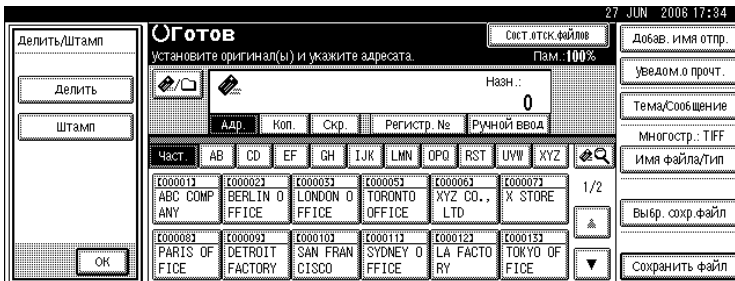 27 JUN 2006 17:34
Делить/Штамп
Делить
Штамп
OK
Готов
Сост.отск.файлов
Установите оригинал(ы) и укажите адресата.
Пам.:100%
Назн.:
0
Адр.
Коп.
Скр.
Регистр. №
Ручной ввод
Част.
AB
CD
EF
GH
IJK
LMN
OPQ
RST
UVW
XYZ
[00001]
ABC COMP
ANY
[00002]
BERLIN O
FFICE
[00003]
LONDON O
FFICE
[00005]
TORONTO
OFFICE
[00006]
XYZ CO.,
LTD
[00007]
X STORE
1/2
[00008]
PARIS OF
FICE
[00009]
DETROIT
FACTORY
[00010]
SAN FRAN
CISCO
[00011]
SYDNEY O
FFICE
[00012]
LA FACTO
RY
[00013]
TOKYO OF
FICE
Добав. имя отпр.
Уведом.о прочт.
Тема/Сообщение
Многостр.: TIFF
Имя файла/Тип
Выбр. сохр.файл
Сохранить файл